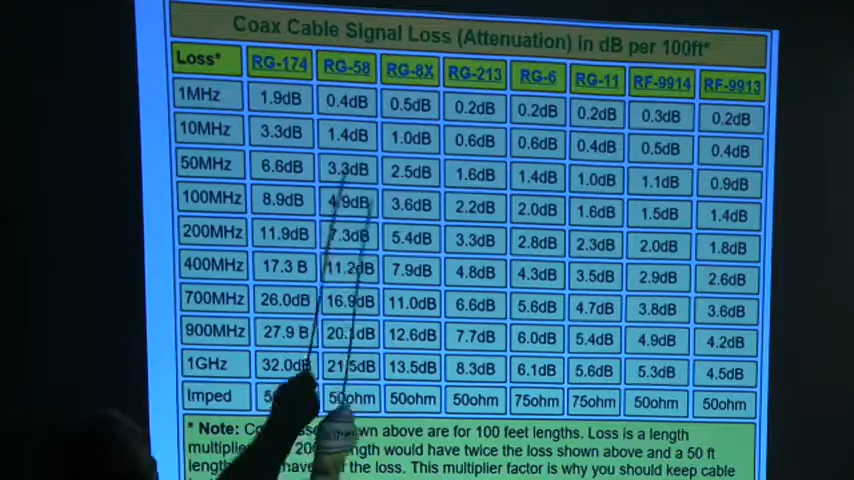 Coax Cable Signal Loss (Attenuation) in dB per 100ft*
Loss* RG-174 RG-58 RG-8X RG-213 RG-6 RG-11 RF-9914 RF-9913
1MHz 1.9dB 0.4dB 0.5dB 0.2dB 0.2dB 0.2dB 0.3dB 0.2dB
10MHz 3.3dB 1.4dB 1.0dB 0.6dB 0.6dB 0.4dB 0.5dB 0.4dB
50MHz 6.6dB 3.3dB 2.5dB 1.6dB 1.4dB 1.0dB 1.1dB 0.9dB
100MHz 8.9dB 4.9dB 3.6dB 2.2dB 2.0dB 1.6dB 1.5dB 1.4dB
200MHz 11.9dB 7.3dB 5.4dB 3.3dB 2.8dB 2.3dB 2.0dB 1.8dB
400MHz 17.3 B 11.2dB 7.9dB 4.8dB 4.3dB 3.5dB 2.9dB 2.6dB
700MHz 26.0dB 16.9dB 11.0dB 6.6dB 5.6dB 4.7dB 3.8dB 3.6dB
900MHz 27.9 B 20.1dB 12.6dB 7.7dB 6.0dB 5.4dB 4.9dB 4.2dB
1GHz 32.0dB 21.5dB 13.5dB 8.3dB 6.1dB 5.6dB 5.3dB 4.5dB
Imped 50ohm 50ohm 50ohm 75ohm 75ohm 50ohm 50ohm
* Note: shown above are for 100 feet lengths. Loss is a length
multiplier would have twice the loss shown above and a 50 ft
length the loss. This multiplier factor is why you should keep cable